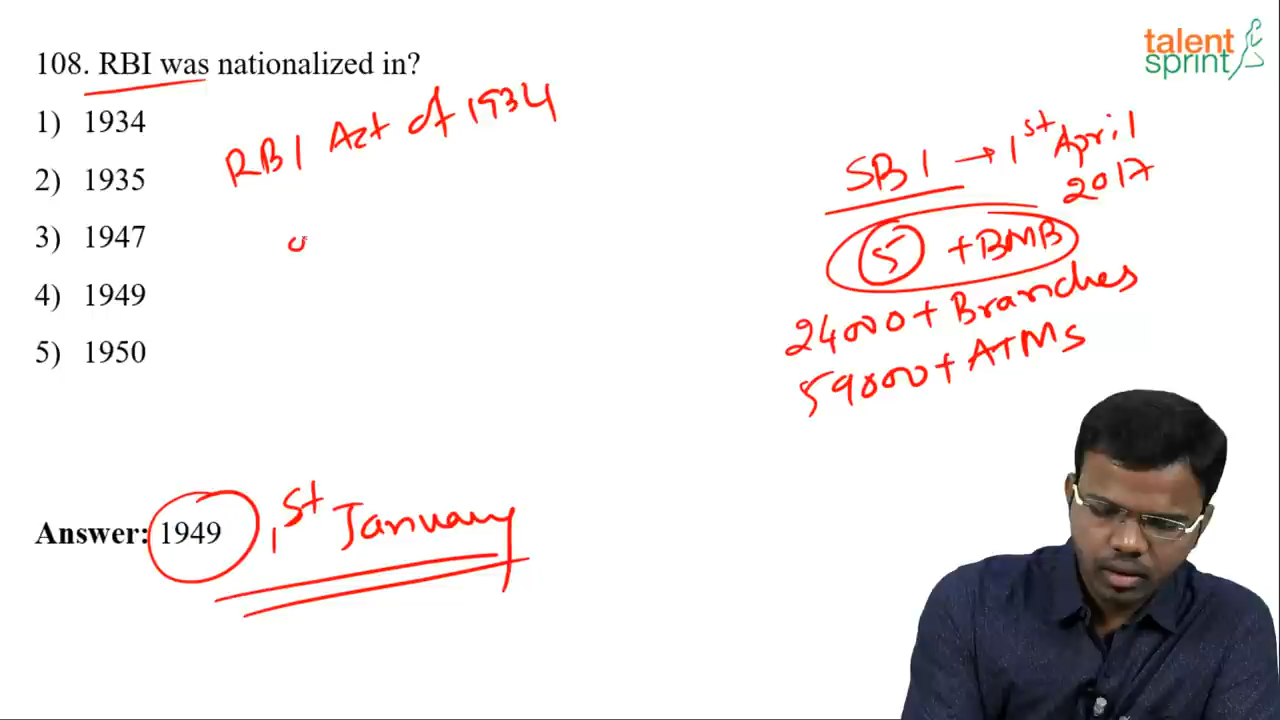 talent
sprint
108. RBI was nationalized in?
1) 1934
2) 1935
3) 1947
4) 1949
5) 1950
RBI Act of 1934
SBI → 1st April
2017
5 + BMB
24000+ Branches
59000+ ATMs
Answer: 1949 1st January